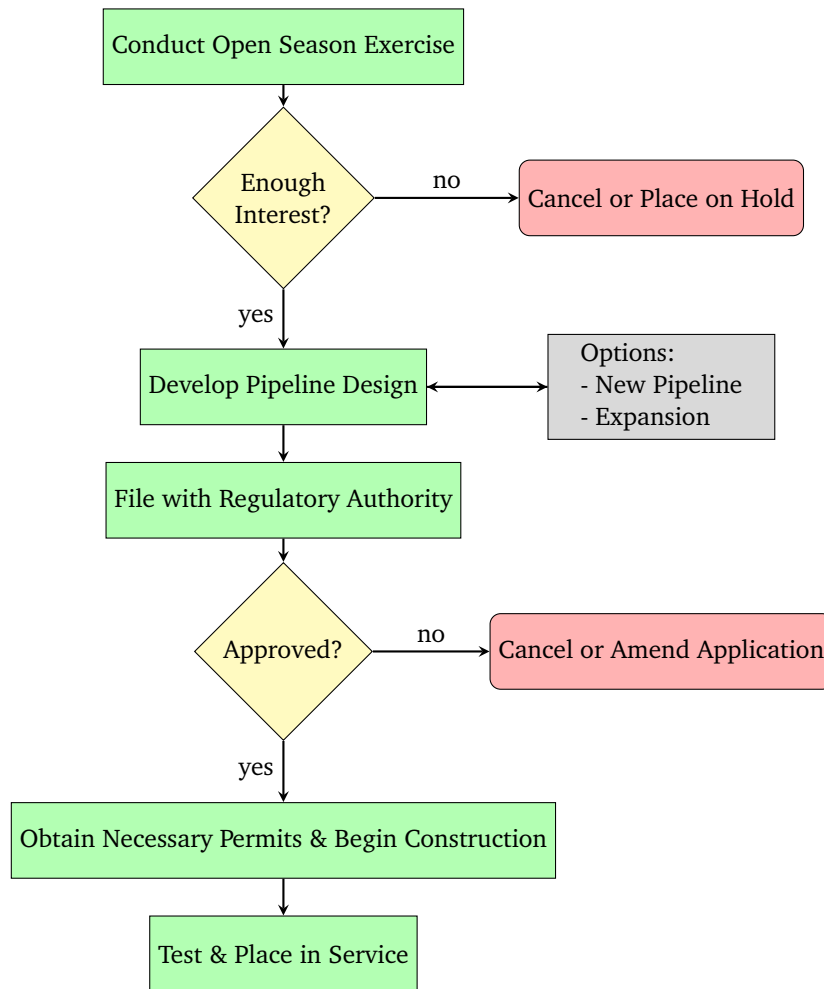 Conduct Open Season Exercise
Enough
Interest?
no
Cancel or Place on Hold
yes
Develop Pipeline Design
Options:
- New Pipeline
- Expansion
File with Regulatory Authority
Approved?
no
Cancel or Amend Application
yes
Obtain Necessary Permits & Begin Construction
Test & Place in Service